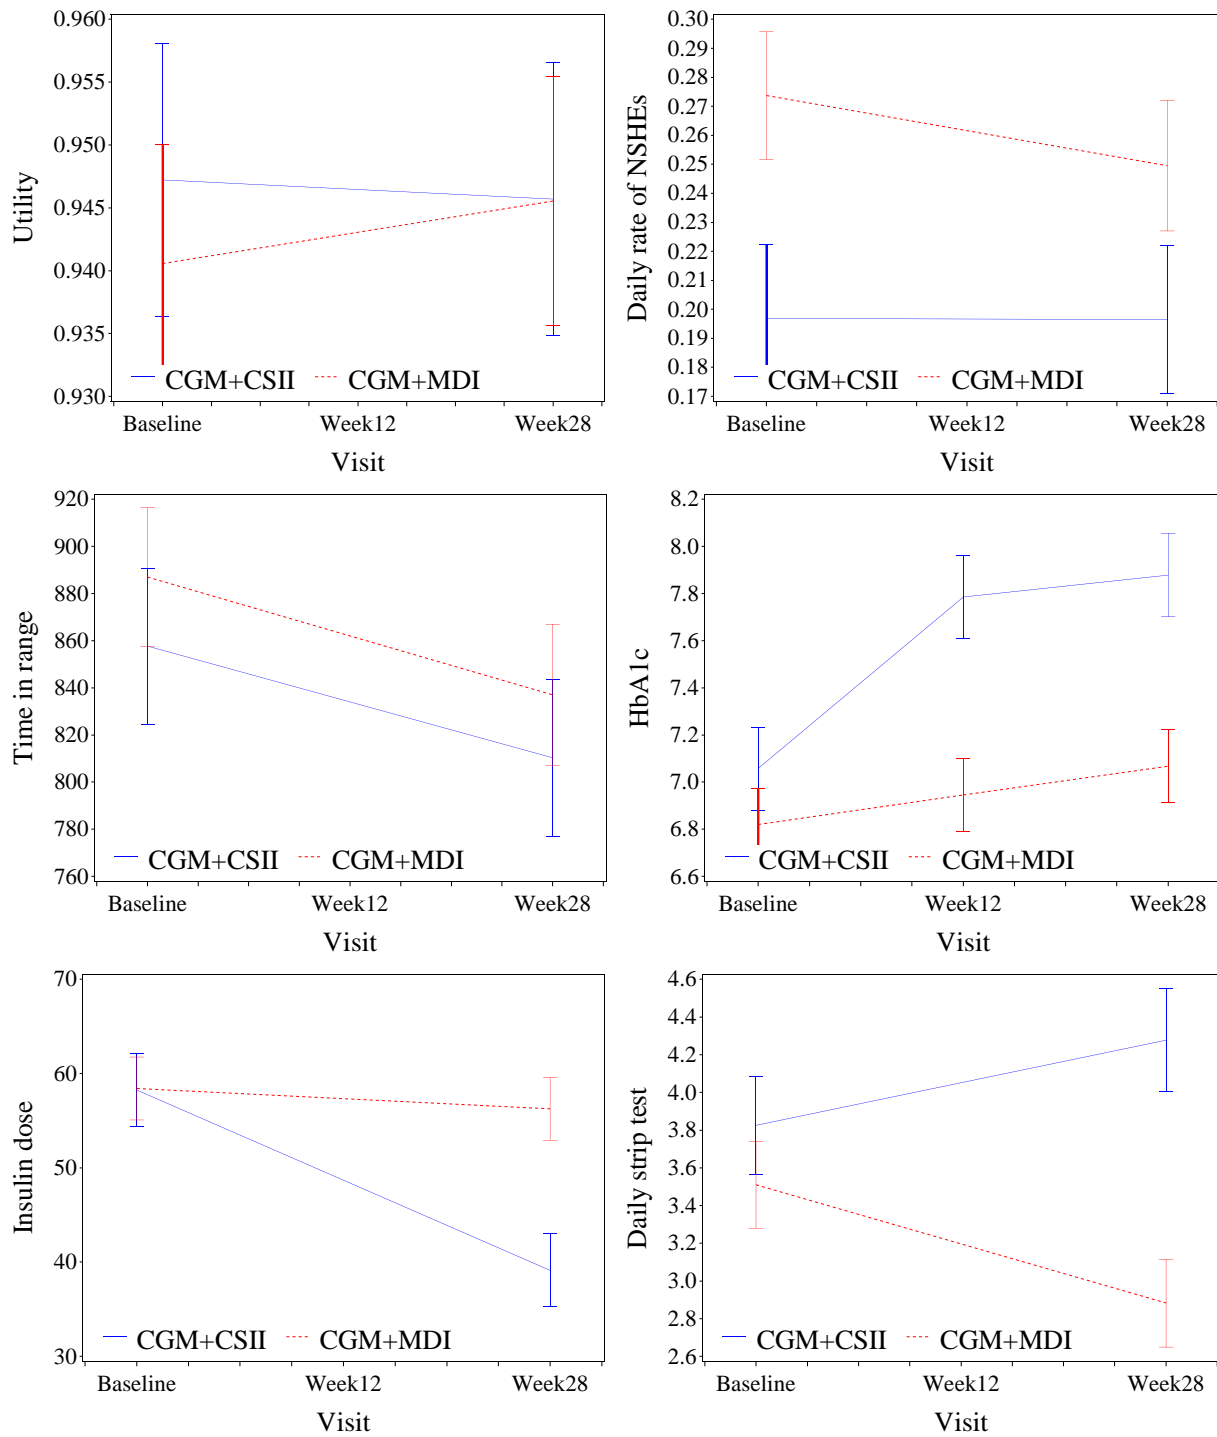 Utility
0.960
0.955
0.950
0.945
0.940
0.935
0.930
CGM+CSII CGM+MDI
Baseline Week12 Week28
Visit
Daily rate of NSHEs
0.30
0.29
0.28
0.27
0.26
0.25
0.24
0.23
0.22
0.21
0.20
0.19
0.18
0.17
CGM+CSII CGM+MDI
Baseline Week12 Week28
Visit
Time in range
920
900
880
860
840
820
800
780
760
CGM+CSII CGM+MDI
Baseline Week12 Week28
Visit
HbA1c
8.2
8.0
7.8
7.6
7.4
7.2
7.0
6.8
6.6
CGM+CSII CGM+MDI
Baseline Week12 Week28
Visit
Insulin dose
70
60
50
40
30
CGM+CSII CGM+MDI
Baseline Week12 Week28
Visit
Daily strip test
4.6
4.4
4.2
4.0
3.8
3.6
3.4
3.2
3.0
2.8
2.6
CGM+CSII CGM+MDI
Baseline Week12 Week28
Visit